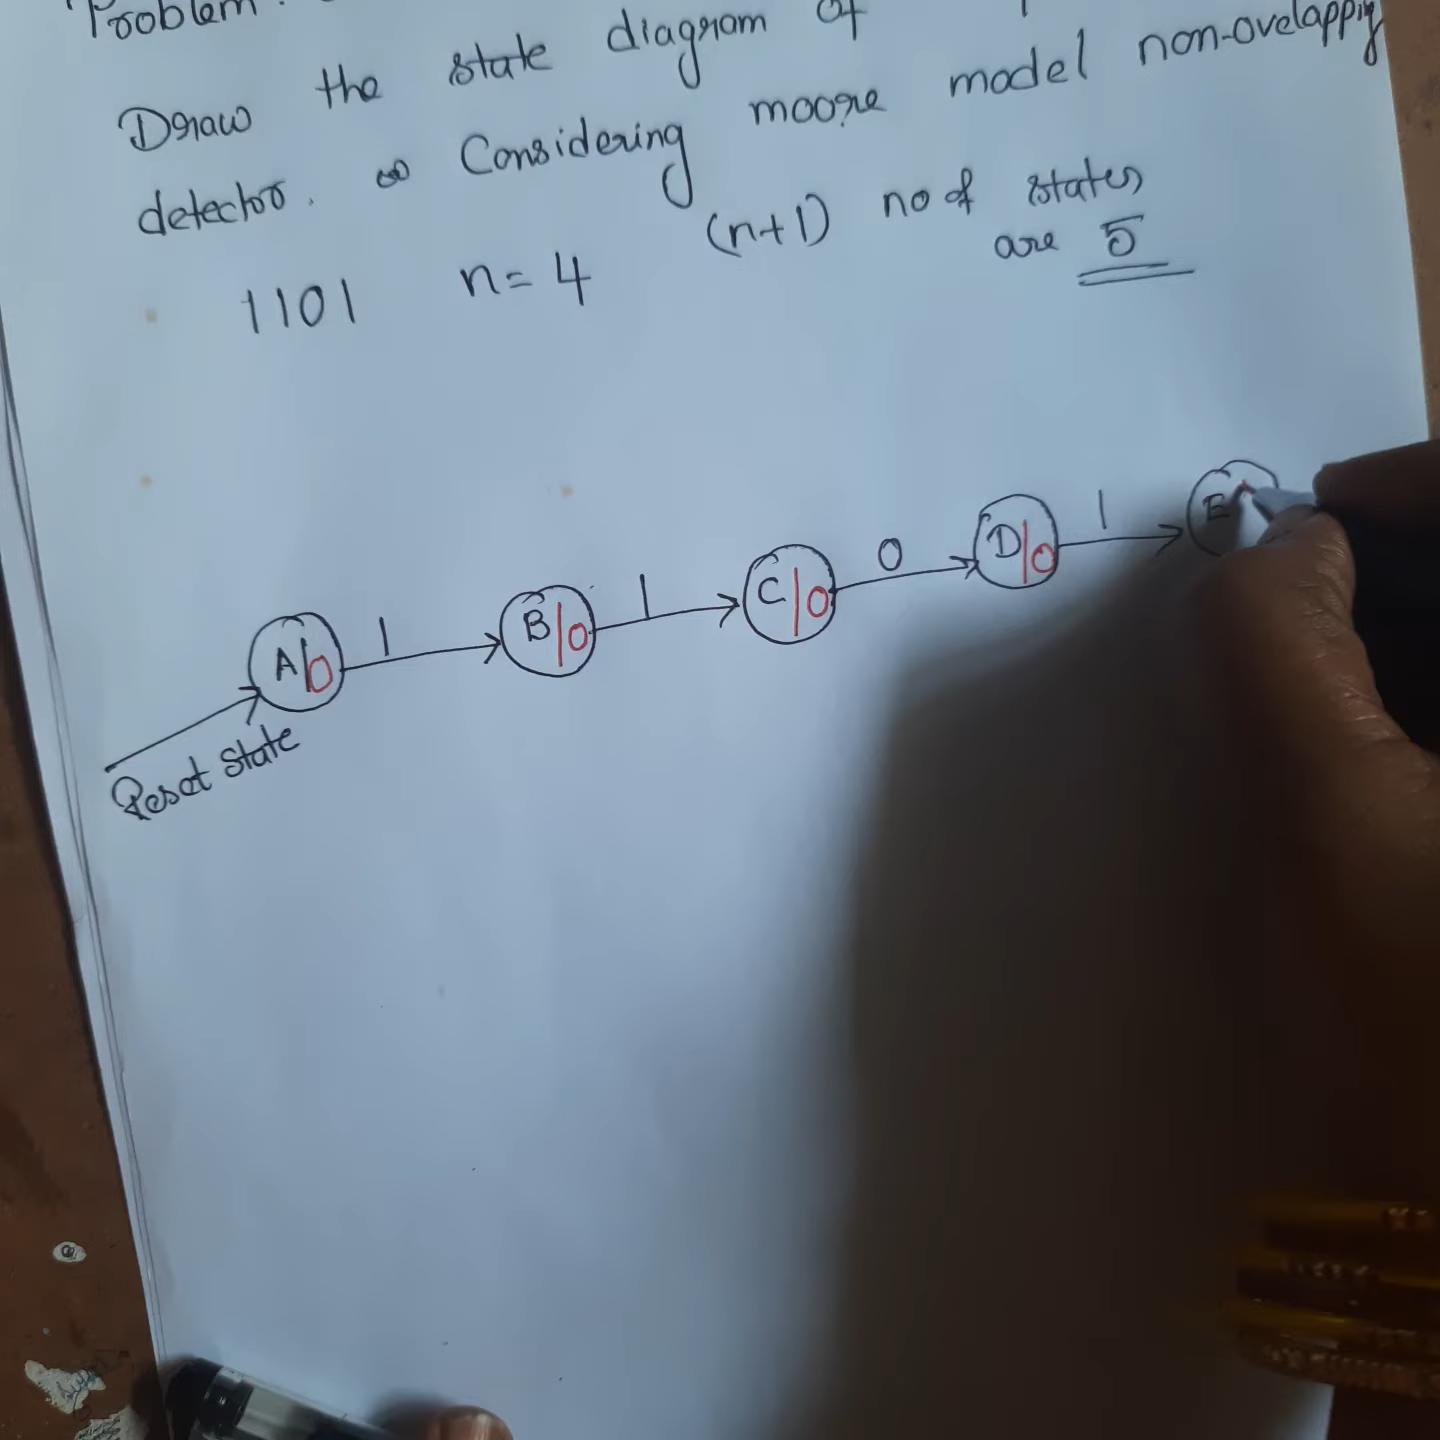 Problem
Draw the state diagram of
detector. Considering moore model non-ovelapping
1101 n=4 (n+1) no of states
are 5
A/0 1 B/0 1 C/0 0 D/0 1 E
Reset State